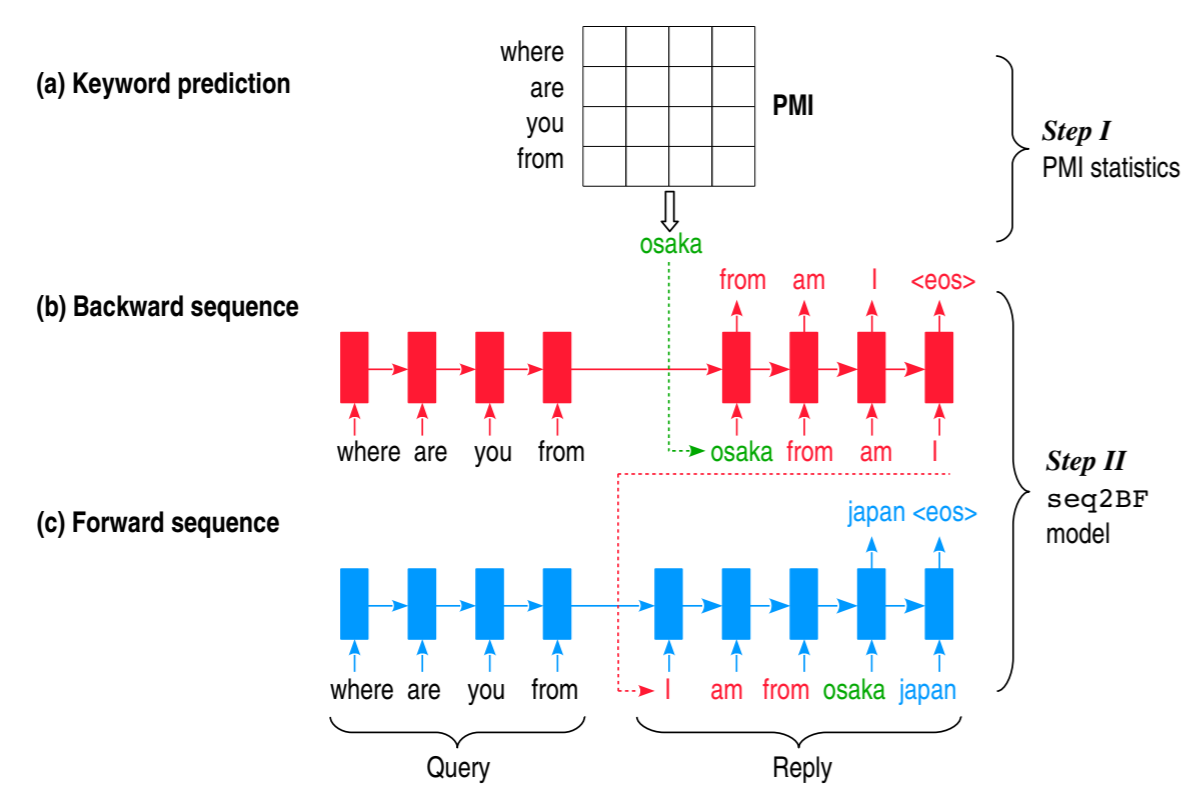 (a) Keyword prediction
where
are
you
from
PMI
Step I
PMI statistics
osaka
(b) Backward sequence
from am I <eos>
where are you from
osaka from am I
Step II
seq2BF
model
(c) Forward sequence
japan <eos>
where are you from
I am from osaka japan
Query
Reply